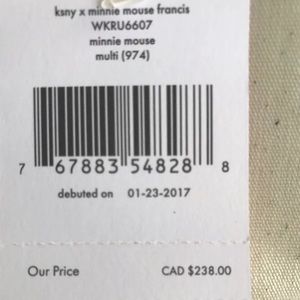 ksny x minnie mouse francis
WKRU6607
minnie mouse
multi (974)
7 67883 54828 8
debuted on 01-23-2017
Our Price CAD $238.00